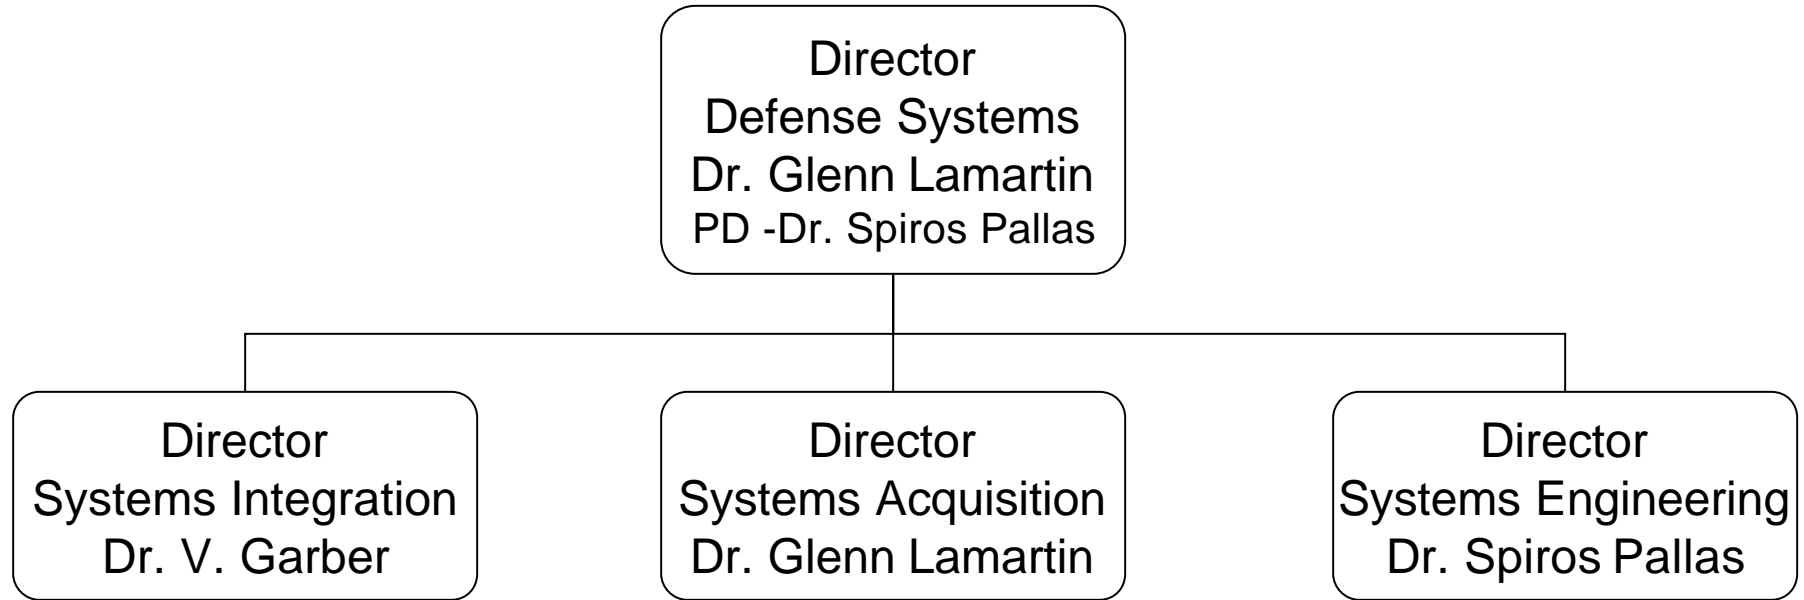 Director
Defense Systems
Dr. Glenn Lamartin
PD -Dr. Spiros Pallas
Director
Systems Integration
Dr. V. Garber
Director
Systems Acquisition
Dr. Glenn Lamartin
Director
Systems Engineering
Dr. Spiros Pallas